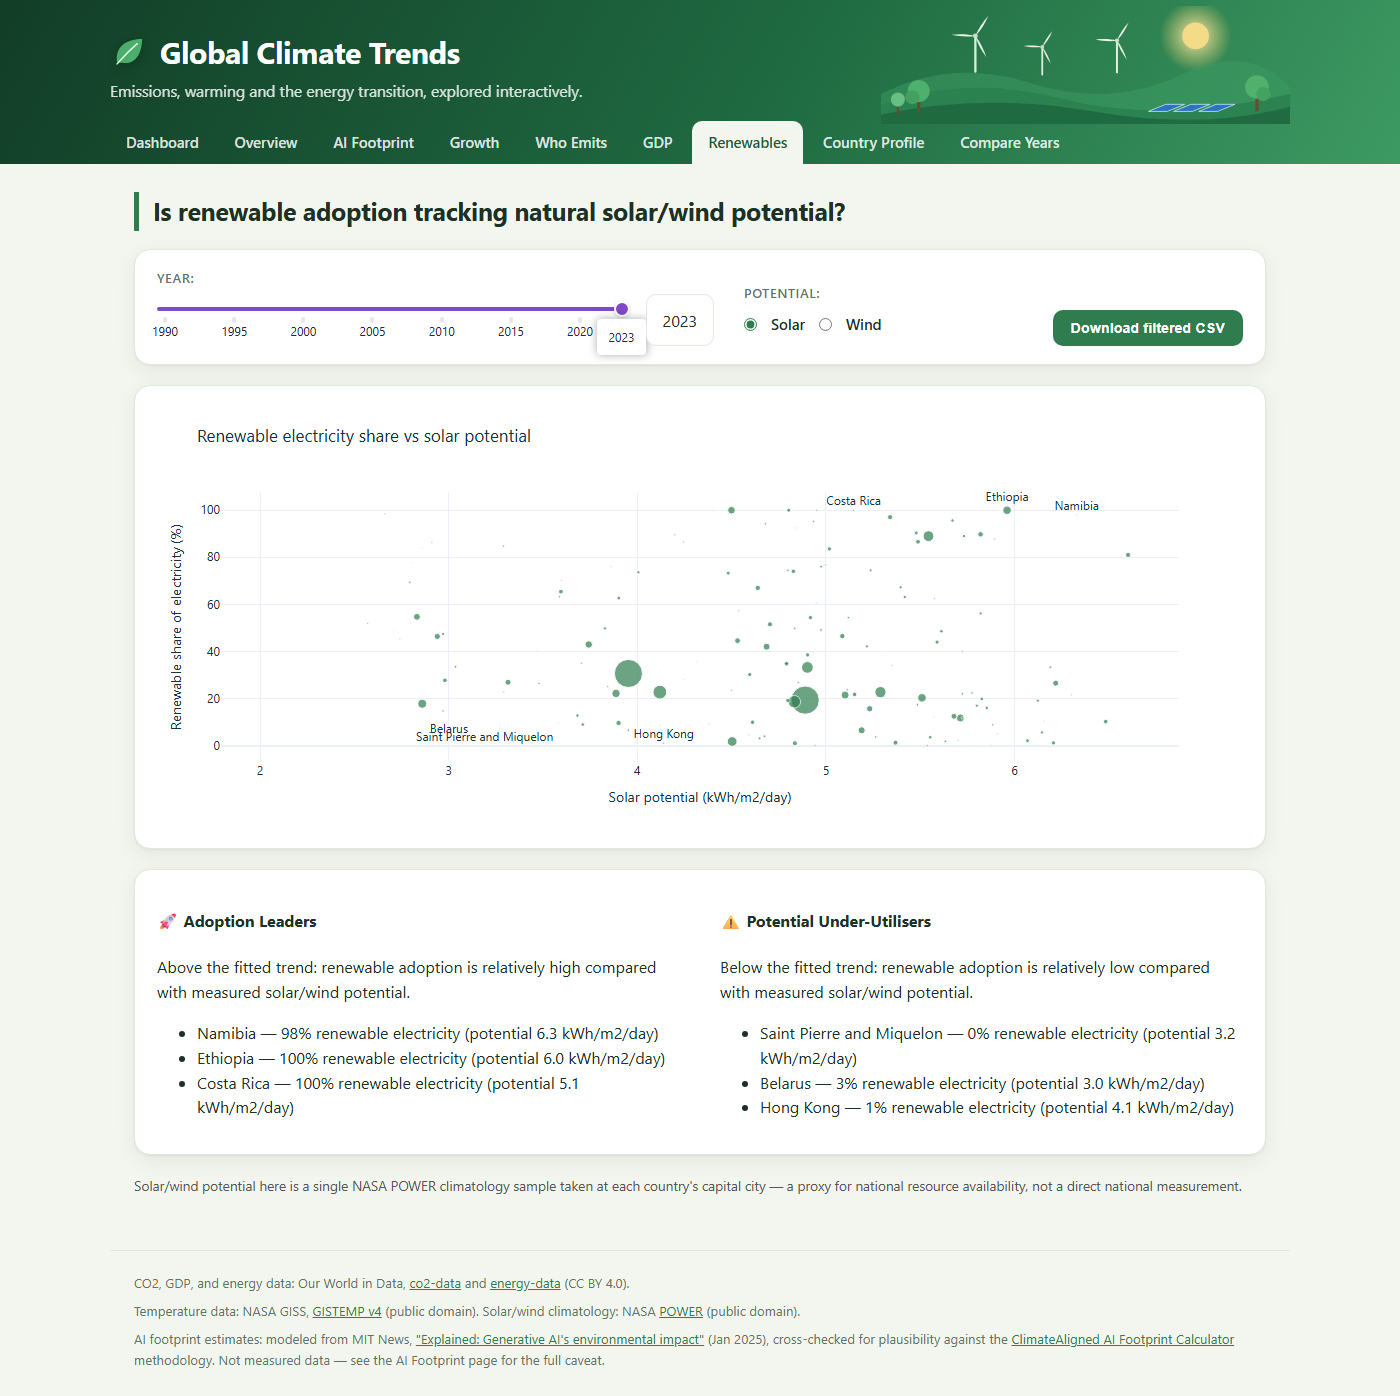 Global Climate Trends
Emissions, warming and the energy transition, explored interactively.
Dashboard Overview AI Footprint Growth Who Emits GDP Renewables Country Profile Compare Years
Is renewable adoption tracking natural solar/wind potential?
YEAR:
1990 1995 2000 2005 2010 2015 2020
2023
2023
POTENTIAL:
Solar Wind
Download filtered CSV
Renewable electricity share vs solar potential
Renewable share of electricity (%)
100
80
60
40
20
0
Costa Rica
Ethiopia
Namibia
Belarus
Saint Pierre and Miquelon
Hong Kong
2 3 4 5 6
Solar potential (kWh/m2/day)
🚀 Adoption Leaders
Above the fitted trend: renewable adoption is relatively high compared
with measured solar/wind potential.
• Namibia — 98% renewable electricity (potential 6.3 kWh/m2/day)
• Ethiopia — 100% renewable electricity (potential 6.0 kWh/m2/day)
• Costa Rica — 100% renewable electricity (potential 5.1
kWh/m2/day)
⚠️ Potential Under-Utilisers
Below the fitted trend: renewable adoption is relatively low compared
with measured solar/wind potential.
• Saint Pierre and Miquelon — 0% renewable electricity (potential 3.2
kWh/m2/day)
• Belarus — 3% renewable electricity (potential 3.0 kWh/m2/day)
• Hong Kong — 1% renewable electricity (potential 4.1 kWh/m2/day)
Solar/wind potential here is a single NASA POWER climatology sample taken at each country's capital city — a proxy for national resource availability, not a direct national measurement.
CO2, GDP, and energy data: Our World in Data, co2-data and energy-data (CC BY 4.0).
Temperature data: NASA GISS, GISTEMP v4 (public domain). Solar/wind climatology: NASA POWER (public domain).
AI footprint estimates: modeled from MIT News, "Explained: Generative AI's environmental impact" (Jan 2025), cross-checked for plausibility against the ClimateAligned AI Footprint Calculator
methodology. Not measured data — see the AI Footprint page for the full caveat.